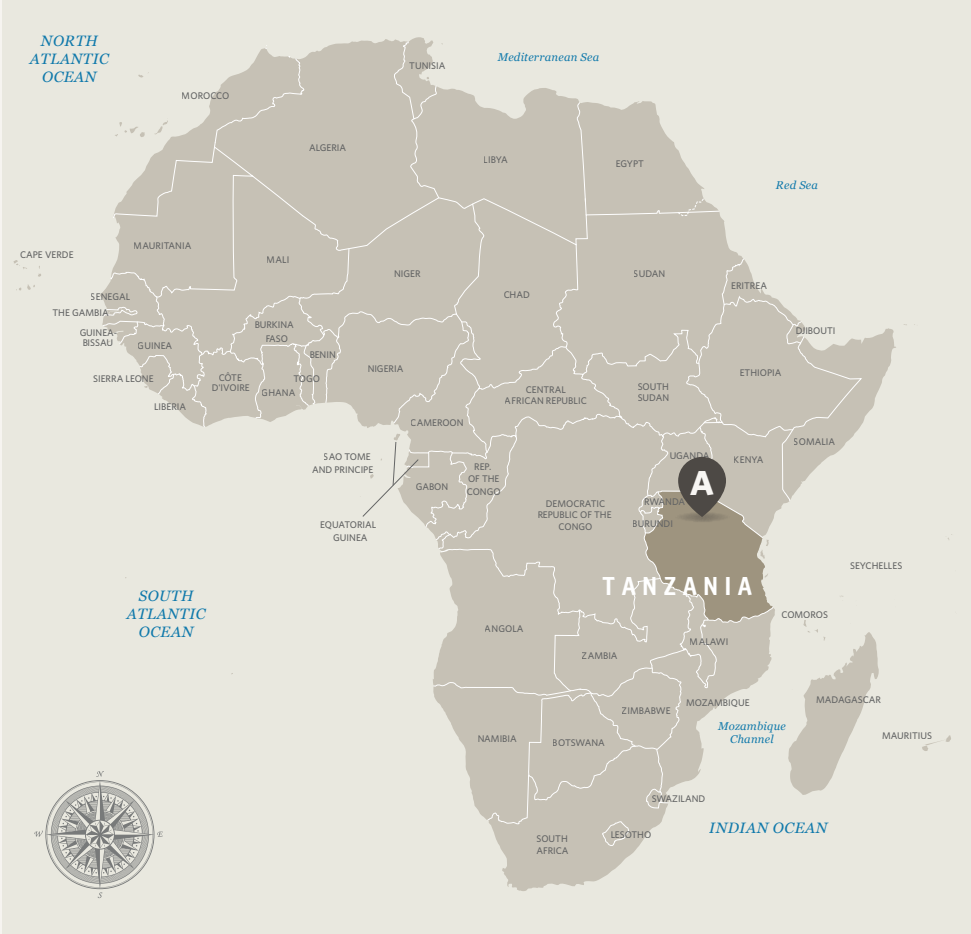 NORTH
ATLANTIC
OCEAN
Mediterranean Sea
TUNISIA
MOROCCO
ALGERIA
LIBYA
EGYPT
Red Sea
MAURITANIA
CAPE VERDE
MALI
NIGER
CHAD
SUDAN
ERITREA
SENEGAL
THE GAMBIA
GUINEA-
BISSAU
GUINEA
BURKINA
FASO
BENIN
DJIBOUTI
SIERRA LEONE
CÔTE
D'IVOIRE
GHANA
TOGO
NIGERIA
CENTRAL
AFRICAN REPUBLIC
SOUTH
SUDAN
ETHIOPIA
LIBERIA
CAMEROON
SOMALIA
SAO TOME
AND PRINCIPE
GABON
REP.
OF THE
CONGO
UGANDA
KENYA
A
RWANDA
DEMOCRATIC
REPUBLIC OF THE
CONGO
BURUNDI
EQUATORIAL
GUINEA
SEYCHELLES
TANZANIA
SOUTH
ATLANTIC
OCEAN
COMOROS
ANGOLA
ZAMBIA
MALAWI
MOZAMBIQUE
MADAGASCAR
ZIMBABWE
Mozambique
Channel
MAURITIUS
NAMIBIA
BOTSWANA
SWAZILAND
INDIAN OCEAN
SOUTH
AFRICA
LESOTHO
N
W
E
S